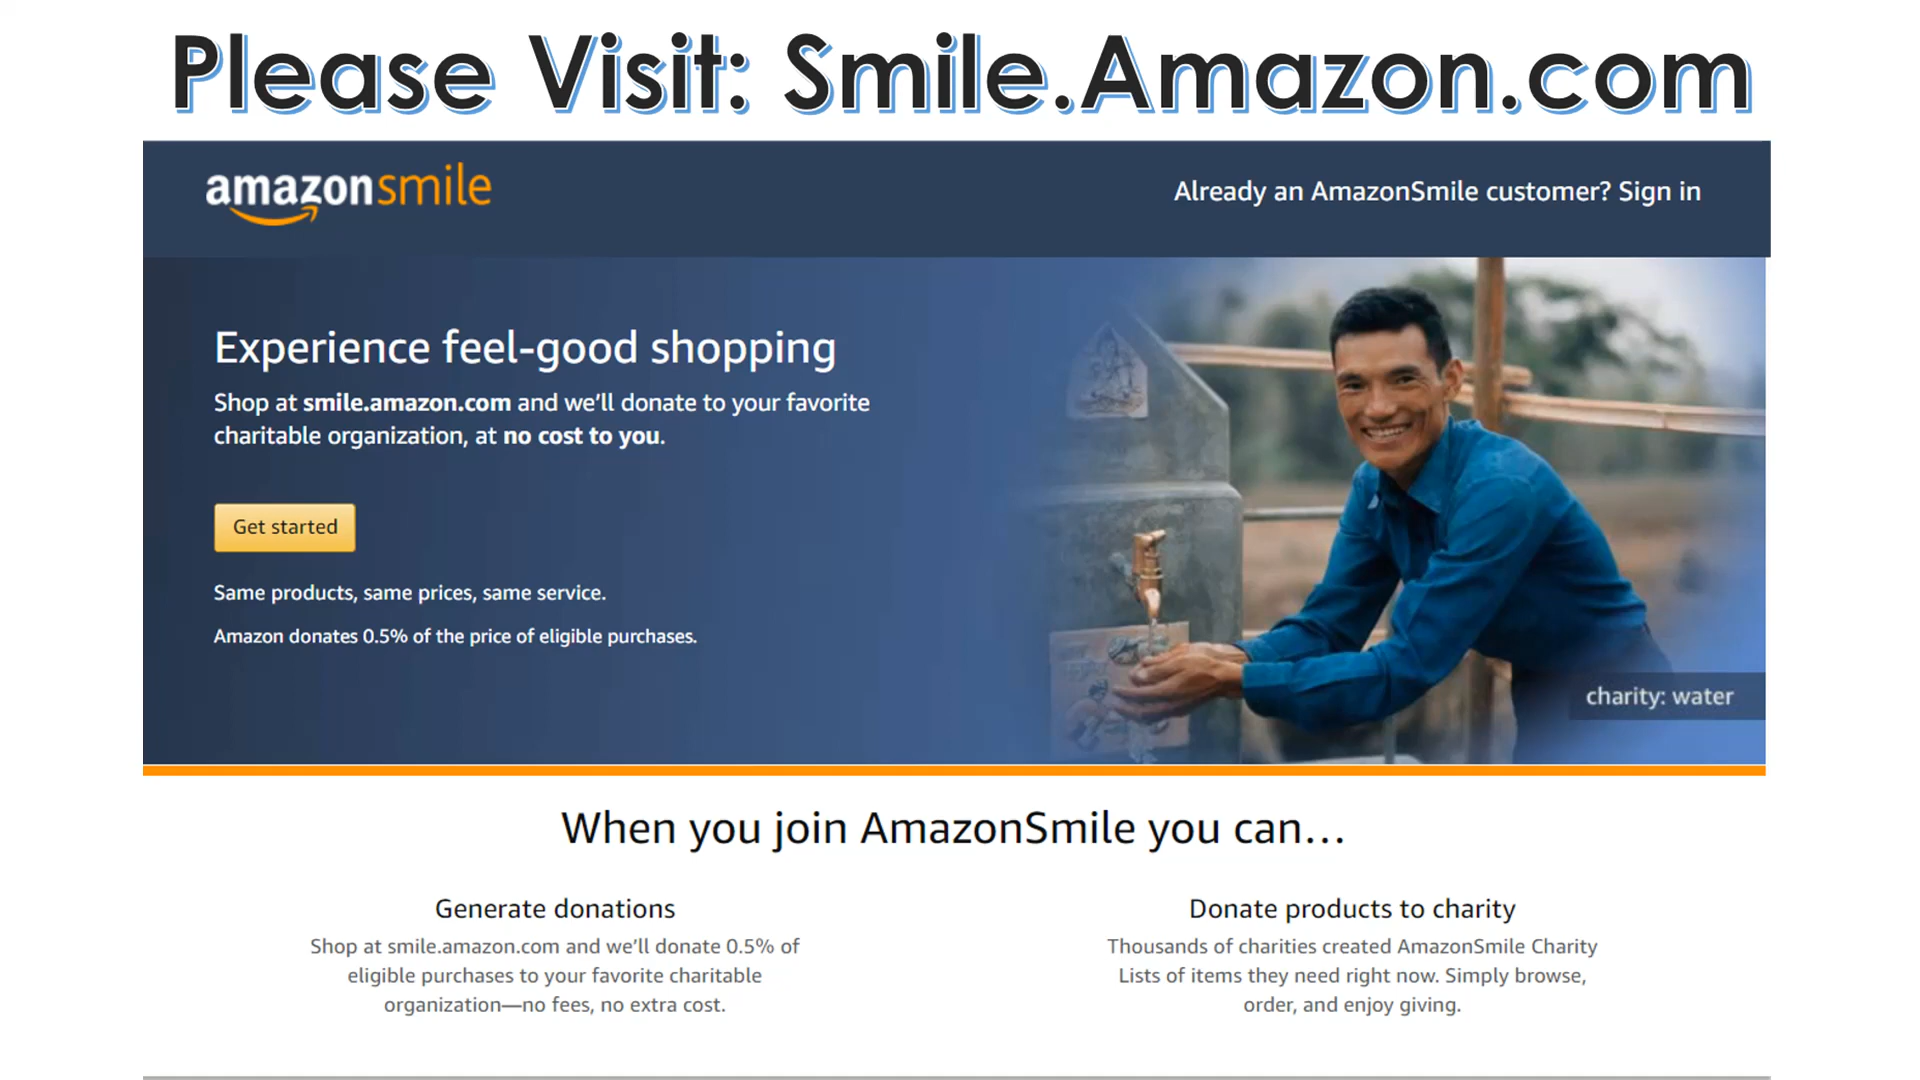 Please Visit: Smile.Amazon.com
amazonsmile
Already an AmazonSmile customer? Sign in
Experience feel-good shopping
Shop at smile.amazon.com and we’ll donate to your favorite
charitable organization, at no cost to you.
Get started
Same products, same prices, same service.
Amazon donates 0.5% of the price of eligible purchases.
charity: water
When you join AmazonSmile you can…
Generate donations
Shop at smile.amazon.com and we’ll donate 0.5% of
eligible purchases to your favorite charitable
organization—no fees, no extra cost.
Donate products to charity
Thousands of charities created AmazonSmile Charity
Lists of items they need right now. Simply browse,
order, and enjoy giving.